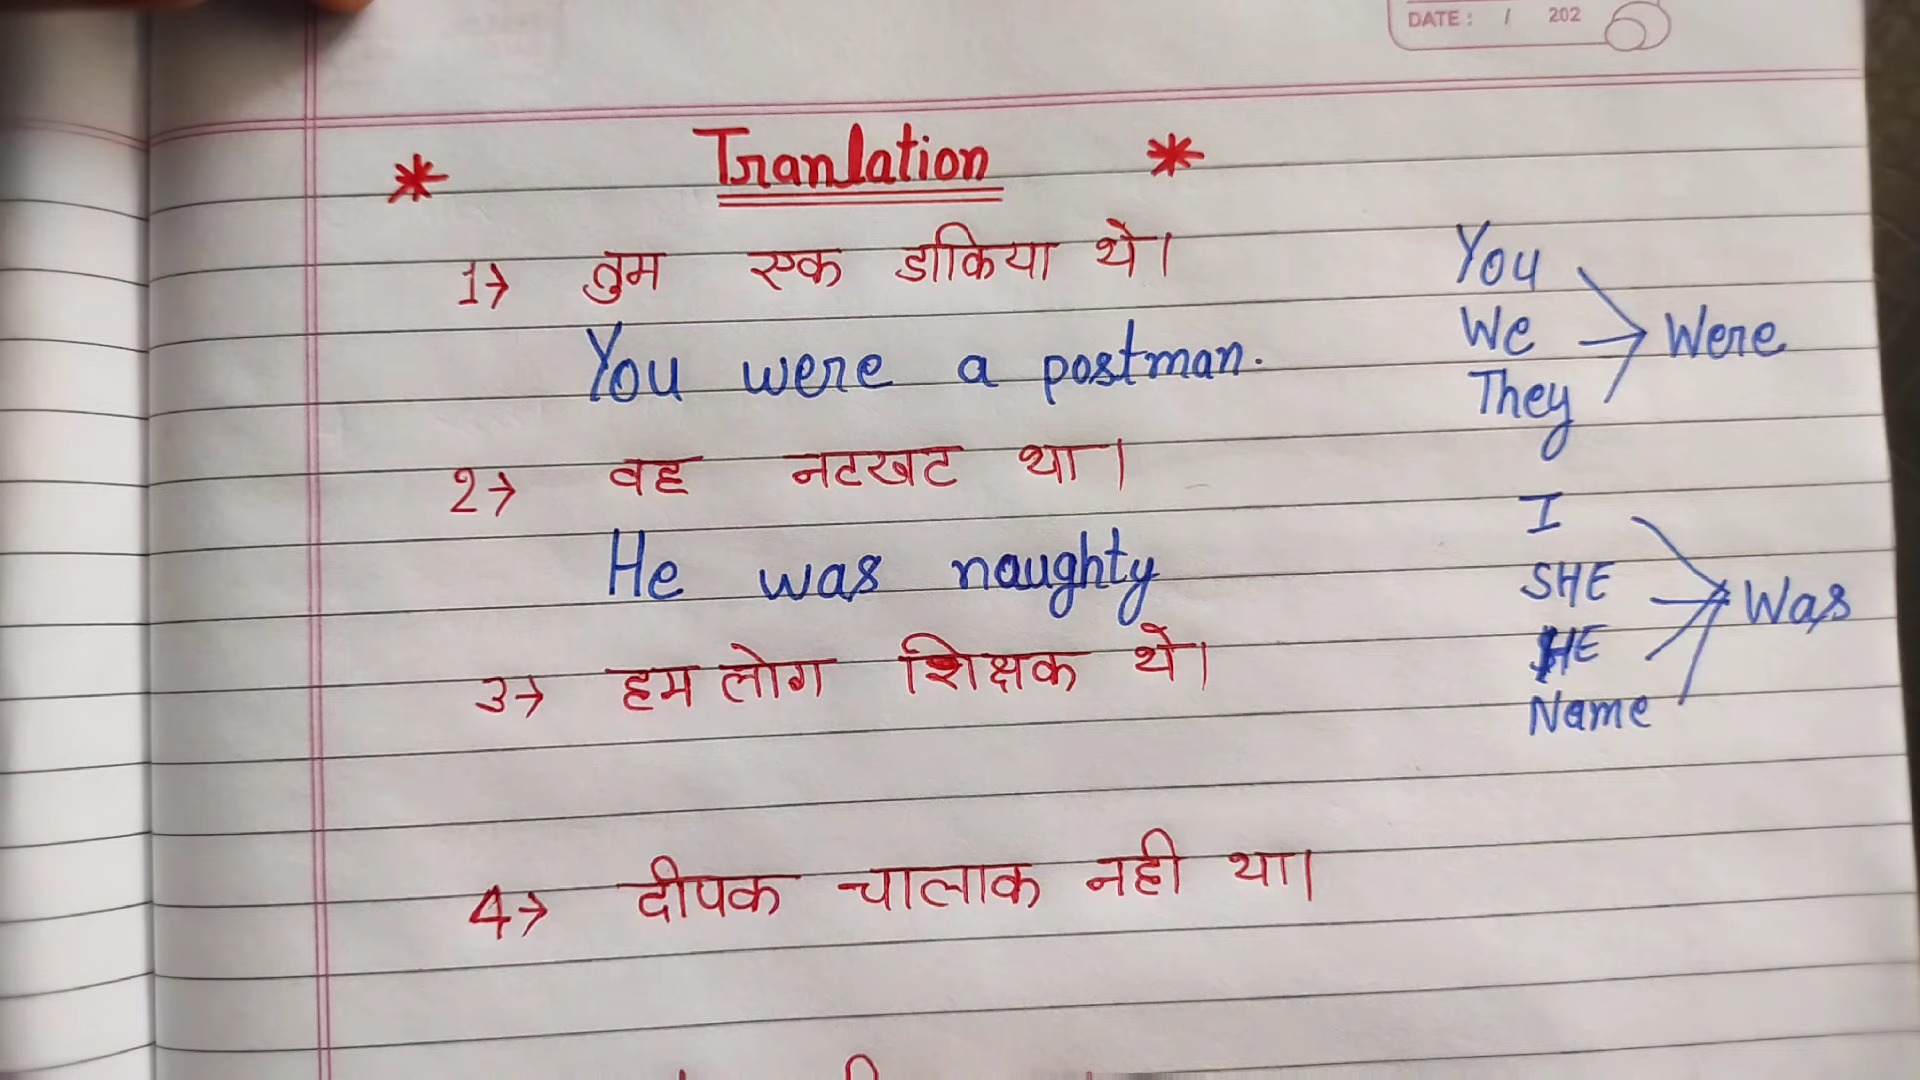 DATE: / 202
* Tranlation *
1→ तुम एक डाकिया थे।
You were a postman.
2→ वह नटखट था।
He was naughty
3→ हम लोग शिक्षक थे।
4→ दीपक चालाक नही था।
You
We
They
Were
I
SHE
HE
Name
Was